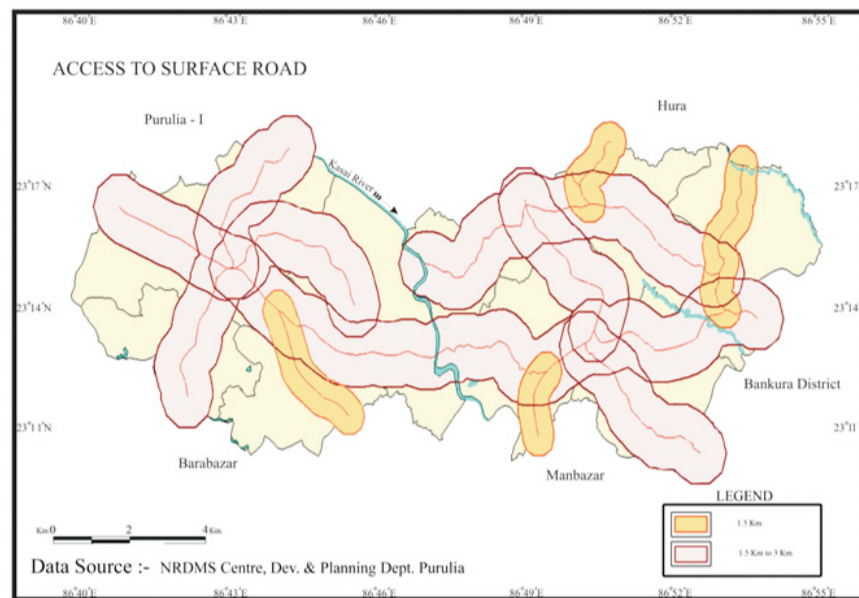 86°40′E 86°43′E 86°46′E 86°49′E 86°52′E 86°55′E
ACCESS TO SURFACE ROAD
Hura
Purulia - I
Kasai River
23°17′N
23°17′
23°14′N
23°14′
Bankura District
23°11′N
23°11′
Barabazar
Manbazar
LEGEND
1.5 Km
1.5 Km to 3 Km
Km 0 2 4 Km
Data Source :- NRDMS Centre, Dev. & Planning Dept. Purulia
86°40′E 86°43′E 86°46′E 86°49′E 86°52′E 86°55′E